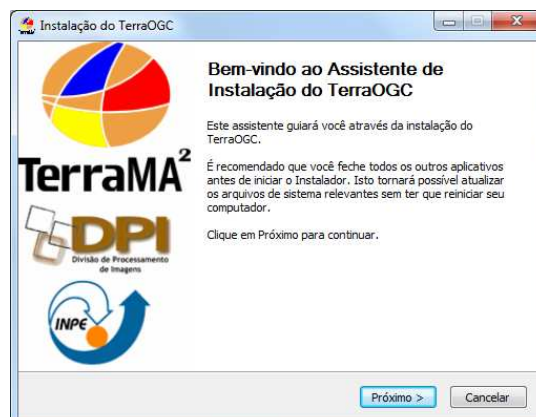 Instalação do TerraOGC
Bem-vindo ao Assistente de
Instalação do TerraOGC
Este assistente guiará você através da instalação do
TerraOGC.
É recomendado que você feche todos os outros aplicativos
antes de iniciar o Instalador. Isto tornará possível atualizar
os arquivos de sistema relevantes sem ter que reiniciar seu
computador.
Clique em Próximo para continuar.
TerraMA²
DPI
Divisão de Processamento
de Imagens
INPE
Próximo >
Cancelar